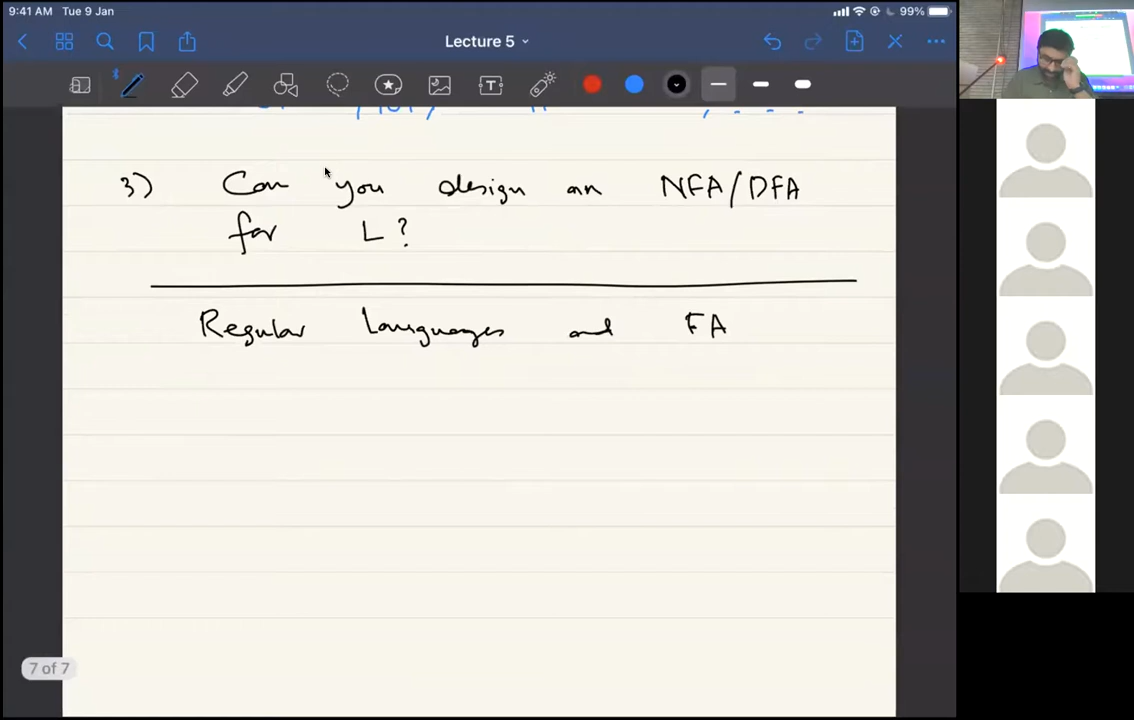 9:41 AM Tue 9 Jan
99%
Lecture 5
3) Can you design an NFA/DFA
for L?
Regular Languages and FA
7 of 7